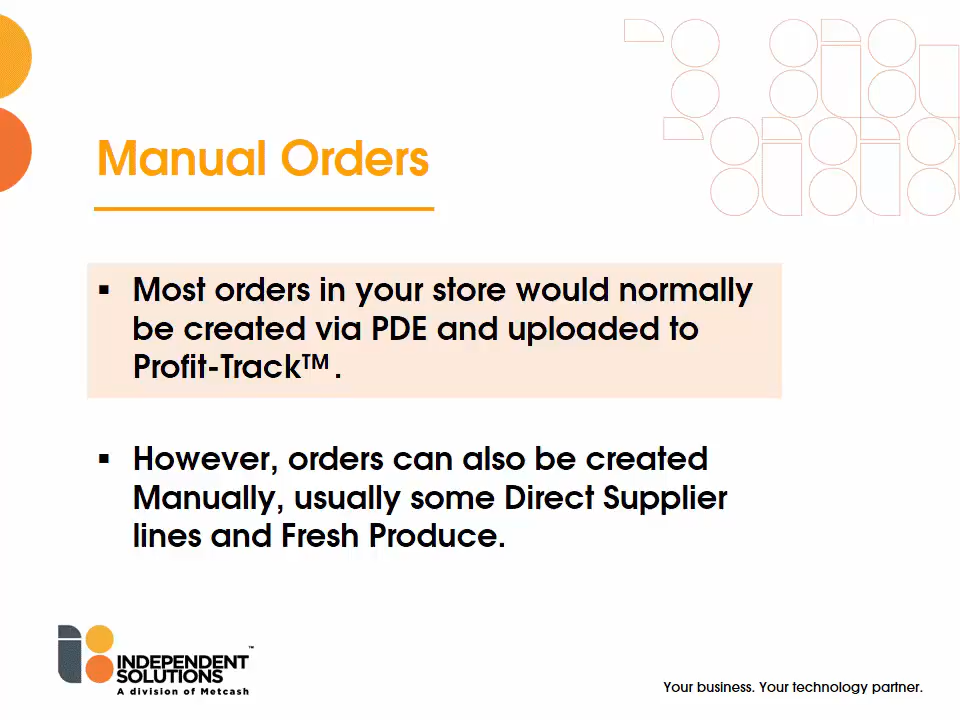 Manual Orders
▪ Most orders in your store would normally
be created via PDE and uploaded to
Profit-Track™ .
▪ However, orders can also be created
Manually, usually some Direct Supplier
lines and Fresh Produce.
INDEPENDENT™
SOLUTIONS
A division of Metcash
Your business. Your technology partner.